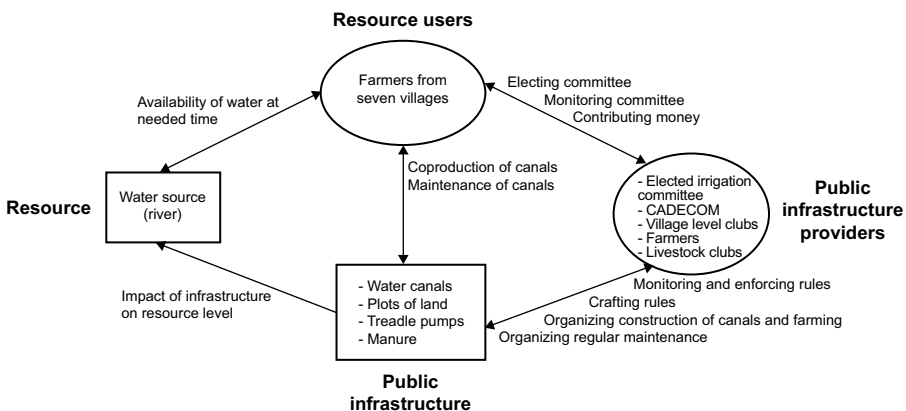 Resource users
Farmers from
seven villages
Electing committee
Monitoring committee
Contributing money
Availability of water at
needed time
Coproduction of canals
Maintenance of canals
Resource
Water source
(river)
- Elected irrigation
committee
- CADECOM
- Village level clubs
- Farmers
- Livestock clubs
Public
infrastructure
providers
Impact of infrastructure
on resource level
- Water canals
- Plots of land
- Treadle pumps
- Manure
Monitoring and enforcing rules
Crafting rules
Organizing construction of canals and farming
Organizing regular maintenance
Public
infrastructure